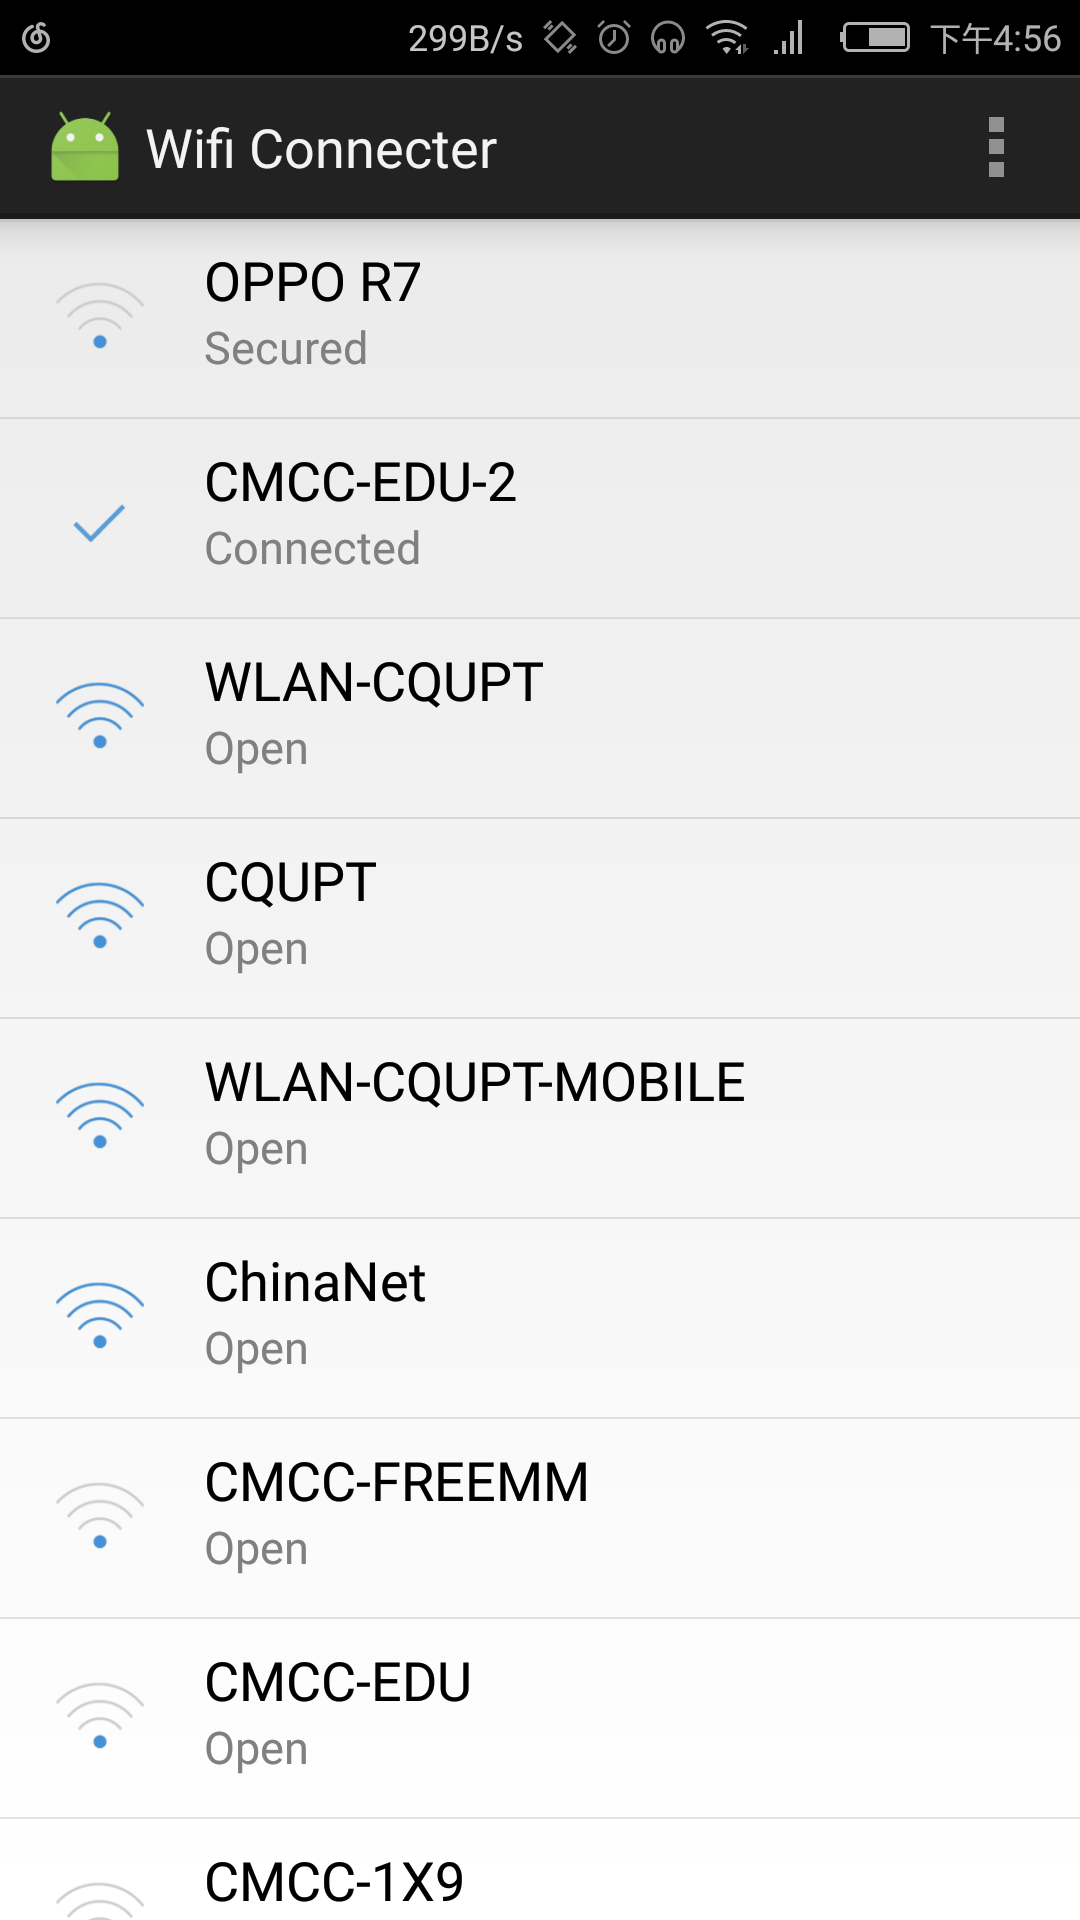 299B/s 下午4:56
Wifi Connecter
OPPO R7
Secured
CMCC-EDU-2
Connected
WLAN-CQUPT
Open
CQUPT
Open
WLAN-CQUPT-MOBILE
Open
ChinaNet
Open
CMCC-FREEMM
Open
CMCC-EDU
Open
CMCC-1X9